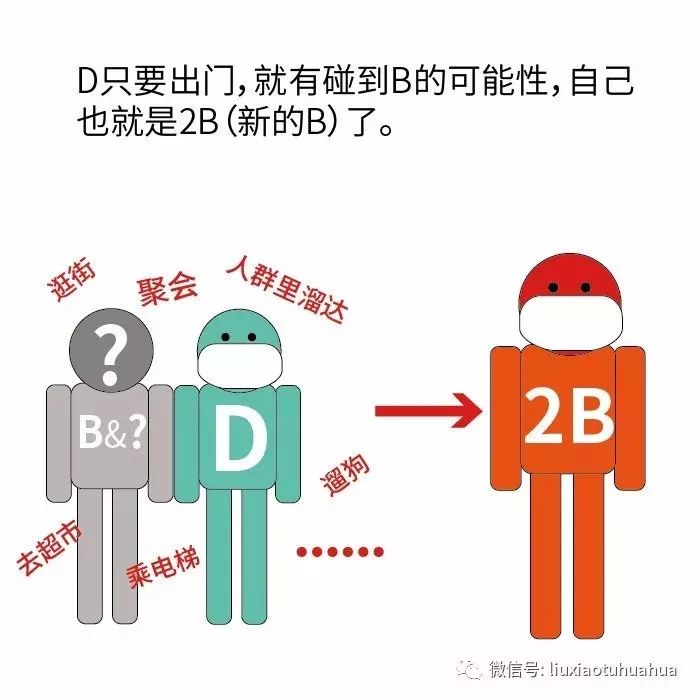 D只要出门，就有碰到B的可能性，自己
也就是2B（新的B）了。
逛街
聚会
人群里溜达
?
B&?
D
2B
遛狗
去超市
乘电梯
......
微信号: liuxiaotuhuahua